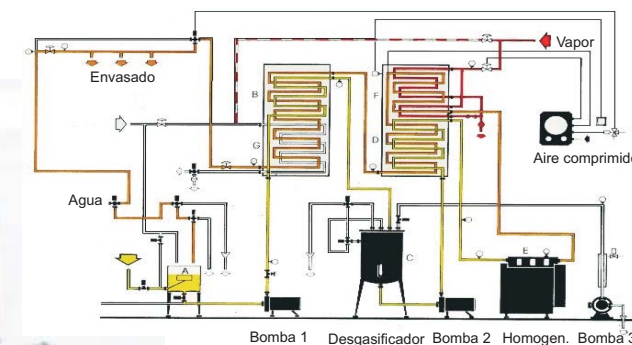 Vapor
Envasado
B
F
G
D
Aire comprimido
Agua
A
C
E
Bomba 1 Desgasificador Bomba 2 Homogen. Bomba 3